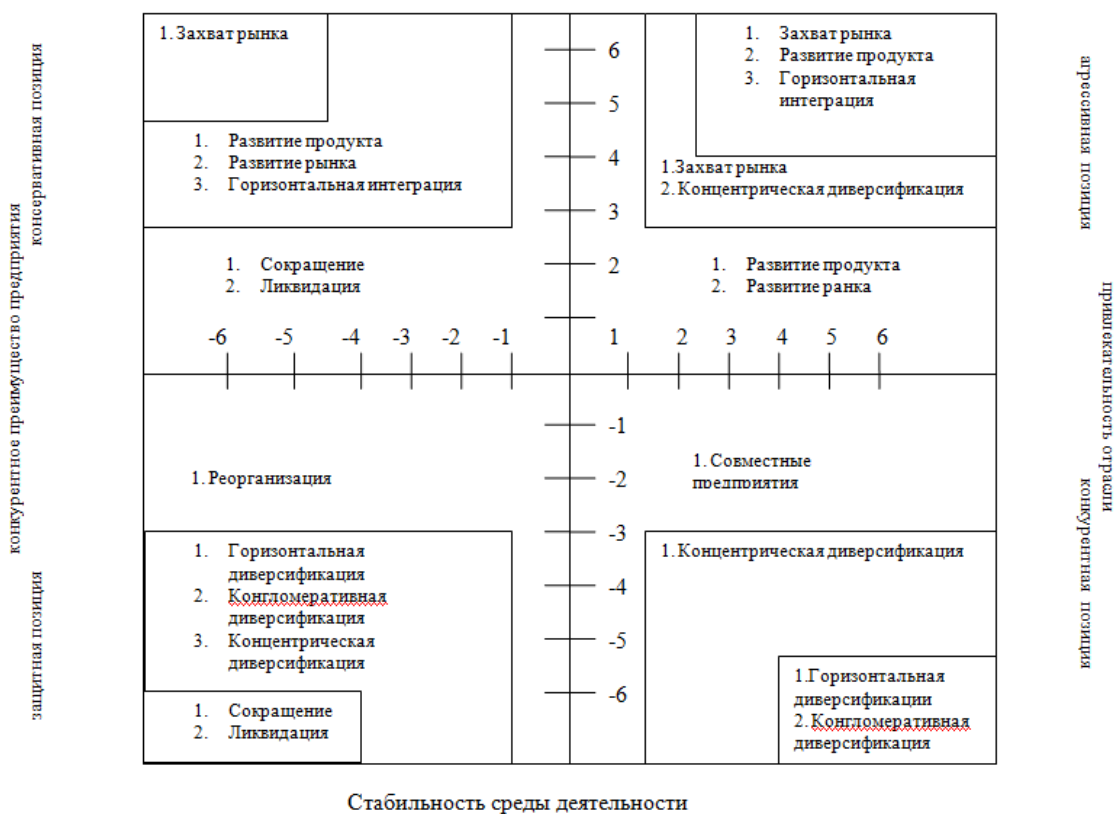 1. Захват рынка
1. Развитие продукта
2. Развитие рынка
3. Горизонтальная интеграция
1. Сокращение
2. Ликвидация
6
5
4
3
2
1. Захват рынка
2. Развитие продукта
3. Горизонтальная
интеграция
1.Захват рынка
2. Концентрическая диверсификация
1. Развитие продукта
2. Развитие ранка
-6 -5 -4 -3 -2 -1 1 2 3 4 5 6
1. Реорганизация
1. Горизонтальная
диверсификация
2. Конгломеративная
диверсификация
3. Концентрическая
диверсификация
1. Сокращение
2. Ликвидация
-1
-2
-3
-4
-5
-6
1. Совместные
предприятия
1. Концентрическая диверсификация
1.Горизонтальная
диверсификации
2. Конгломеративная
диверсификация
конкурентное преимущество предприятия
консервативная позиция
защитная позиция
агрессивная позиция
привлекательность отрасли
конкурентная позиция
Стабильность среды деятельности